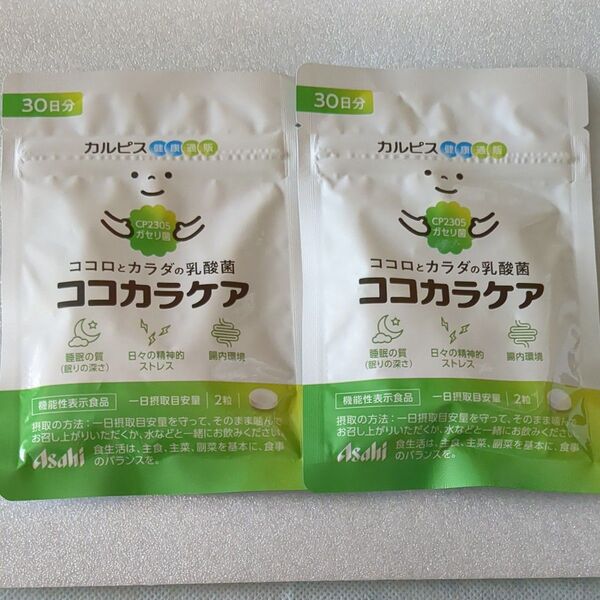 30日分
カルピス健康通販
CP2305
ガセリ菌
ココロとカラダの乳酸菌
ココカラケア
睡眠の質
(眠りの深さ)
日々の精神的
ストレス
腸内環境
機能性表示食品 一日摂取目安量 2粒
摂取の方法:一日摂取目安量を守って、そのまま噛んで
お召し上がりいただくか、水などと一緒にお飲みください。
Asahi 食生活は、主食、主菜、副菜を基本に、食事
のバランスを。
30日分
カルピス健康通販
CP2305
ガセリ菌
ココロとカラダの乳酸菌
ココカラケア
睡眠の質
(眠りの深さ)
日々の精神的
ストレス
腸内環境
機能性表示食品 一日摂取目安量 2粒
摂取の方法:一日摂取目安量を守って、そのまま噛んで
お召し上がりいただくか、水などと一緒にお飲みください。
Asahi 食生活は、主食、主菜、副菜を基本に、食事
のバランスを。